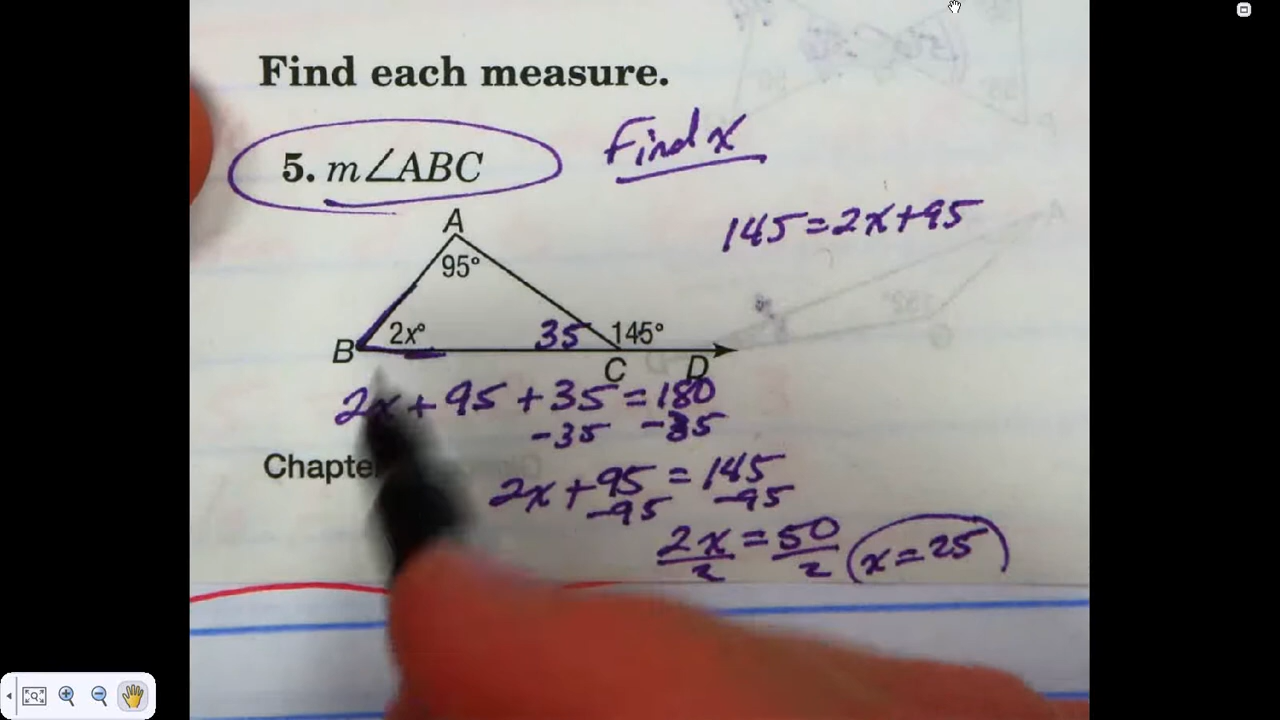 Find each measure.
5. m∠ABC
Find x
145=2x+95
A
95°
B
2x°
35
145°
C
D
2x+95+35=180
-35 -35
Chapte
2x+95=145
-95 -95
2x=50
2 2
x=25